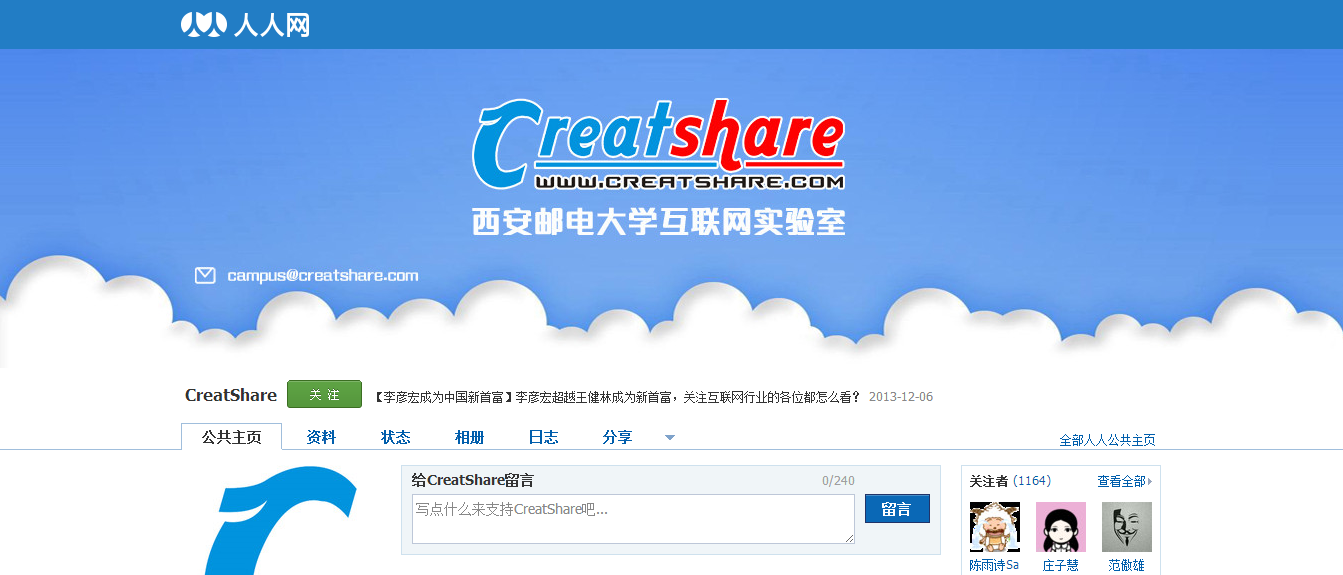 人人网
Creatshare
WWW.CREATSHARE.COM
西安邮电大学互联网实验室
campus@creatshare.com
CreatShare 关 注 【李彦宏成为中国新首富】李彦宏超越王健林成为新首富，关注互联网行业的各位都怎么看？ 2013-12-06
公共主页 资料 状态 相册 日志 分享 全部人人公共主页
给CreatShare留言 0/240
写点什么来支持CreatShare吧...
留言
关注者 (1164) 查看全部
陈雨诗Sa 庄子慧 范傲雄